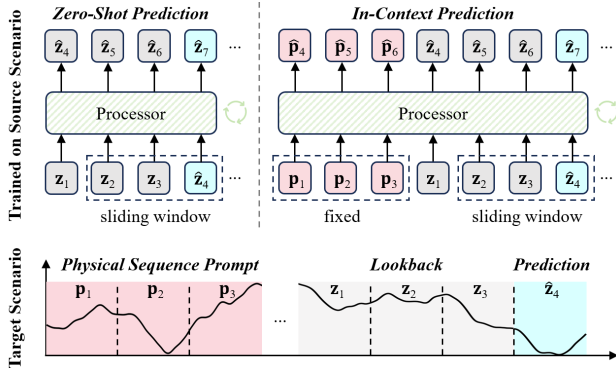 Zero-Shot Prediction
In-Context Prediction
Trained on Source Scenario
ẑ4 ẑ5 ẑ6 ẑ7 ...
p̂4 p̂5 p̂6 ẑ4 ẑ5 ẑ6 ẑ7 ...
Processor
Processor
z1 z2 z3 ẑ4 ...
p1 p2 p3 z1 z2 z3 ẑ4 ...
sliding window
fixed
sliding window
Target Scenario
Physical Sequence Prompt
Lookback
Prediction
p1 p2 p3 ... z1 z2 z3 ẑ4